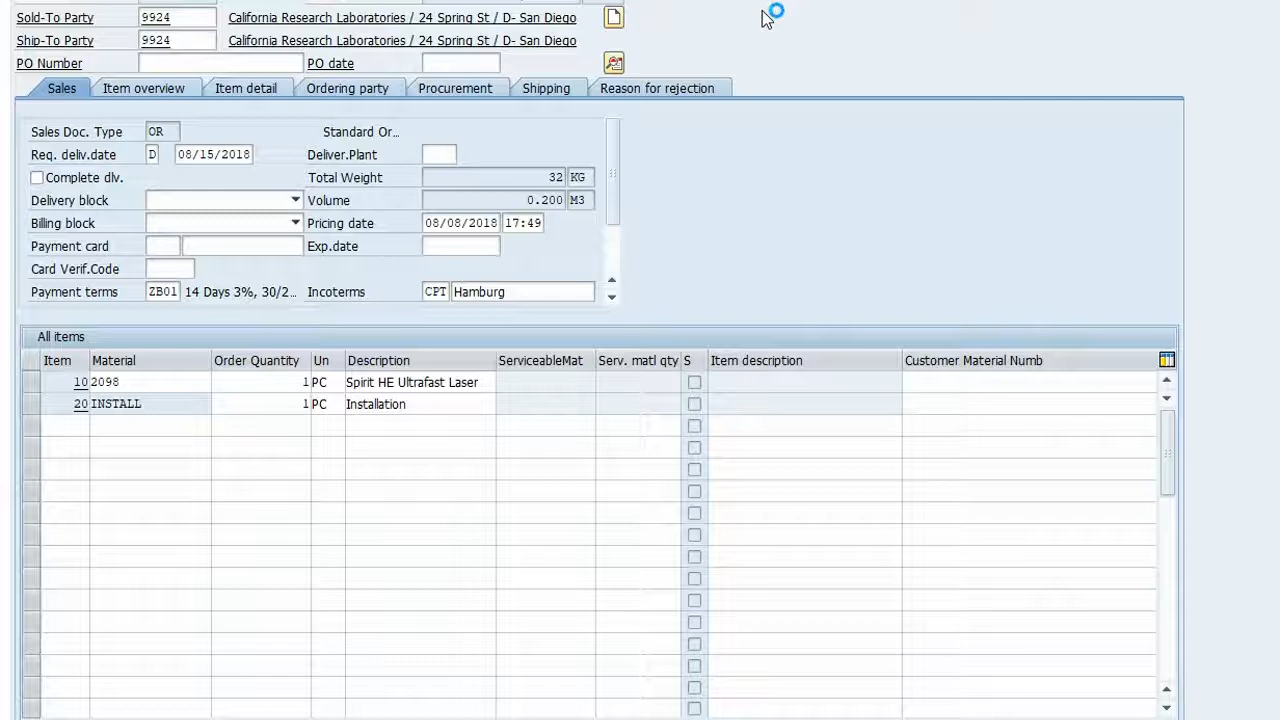 Sold-To Party 9924 California Research Laboratories / 24 Spring St / D- San Diego
Ship-To Party 9924 California Research Laboratories / 24 Spring St / D- San Diego
PO Number PO date
Sales Item overview Item detail Ordering party Procurement Shipping Reason for rejection
Sales Doc. Type OR Standard Or...
Req. deliv.date D 08/15/2018 Deliver.Plant
Complete dlv. Total Weight 32 KG
Delivery block Volume 0.200 M3
Billing block Pricing date 08/08/2018 17:49
Payment card Exp.date
Card Verif.Code
Payment terms ZB01 14 Days 3%, 30/2... Incoterms CPT Hamburg
All items
Item Material Order Quantity Un Description ServiceableMat Serv. matl qty S Item description Customer Material Numb
10 2098 1 PC Spirit HE Ultrafast Laser
20 INSTALL 1 PC Installation